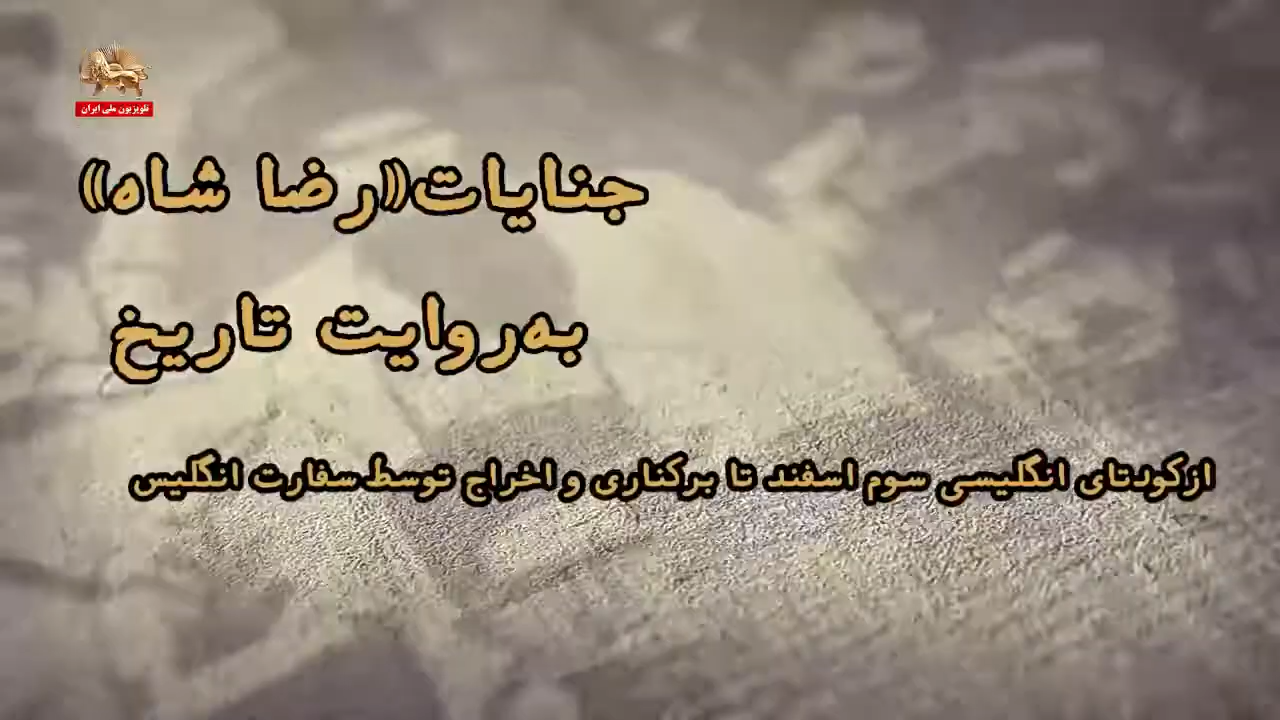 تلویزیون ملی ایران
جنایات«رضا شاه»
به‌روایت تاریخ
ازکودتای انگلیسی سوم اسفند تا برکناری و اخراج توسط سفارت انگلیس